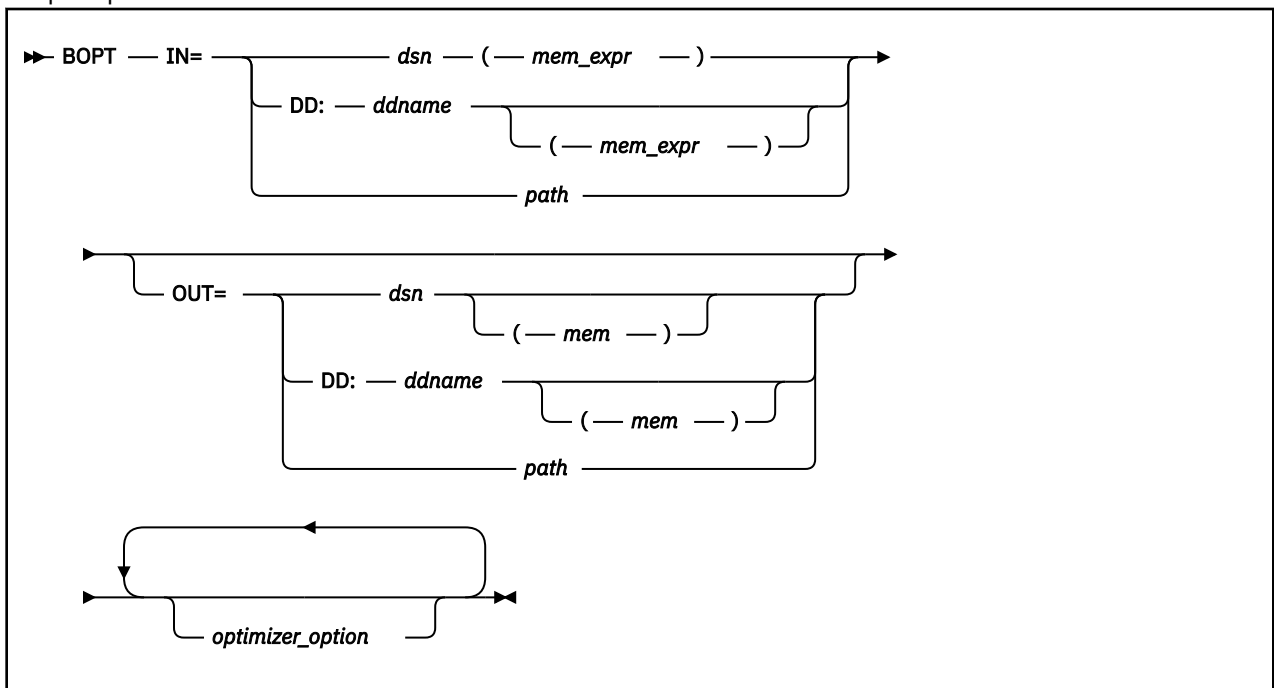 BOPT IN= dsn ( mem_expr )
DD: ddname
( mem_expr )
path
OUT= dsn
( mem )
DD: ddname
( mem )
path
optimizer_option